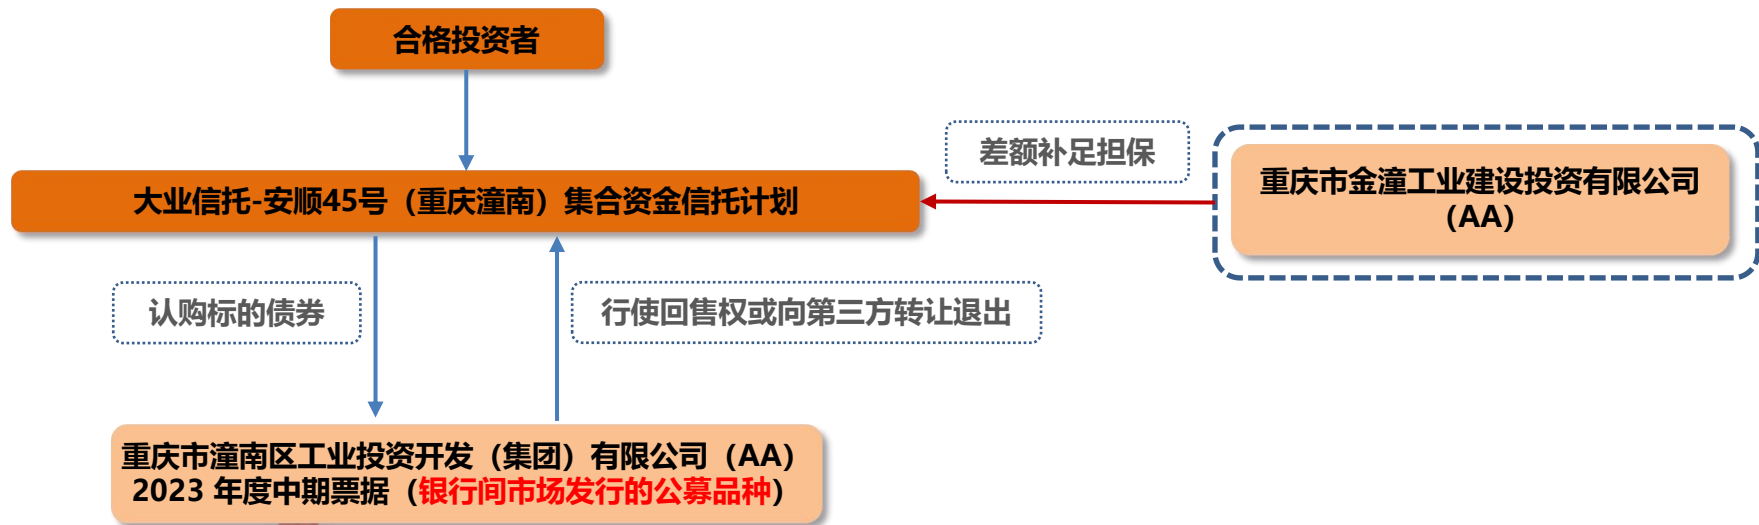 合格投资者
差额补足担保
重庆市金潼工业建设投资有限公司
（AA）
大业信托-安顺45号（重庆潼南）集合资金信托计划
认购标的债券
行使回售权或向第三方转让退出
重庆市潼南区工业投资开发（集团）有限公司（AA）
2023 年度中期票据（银行间市场发行的公募品种）